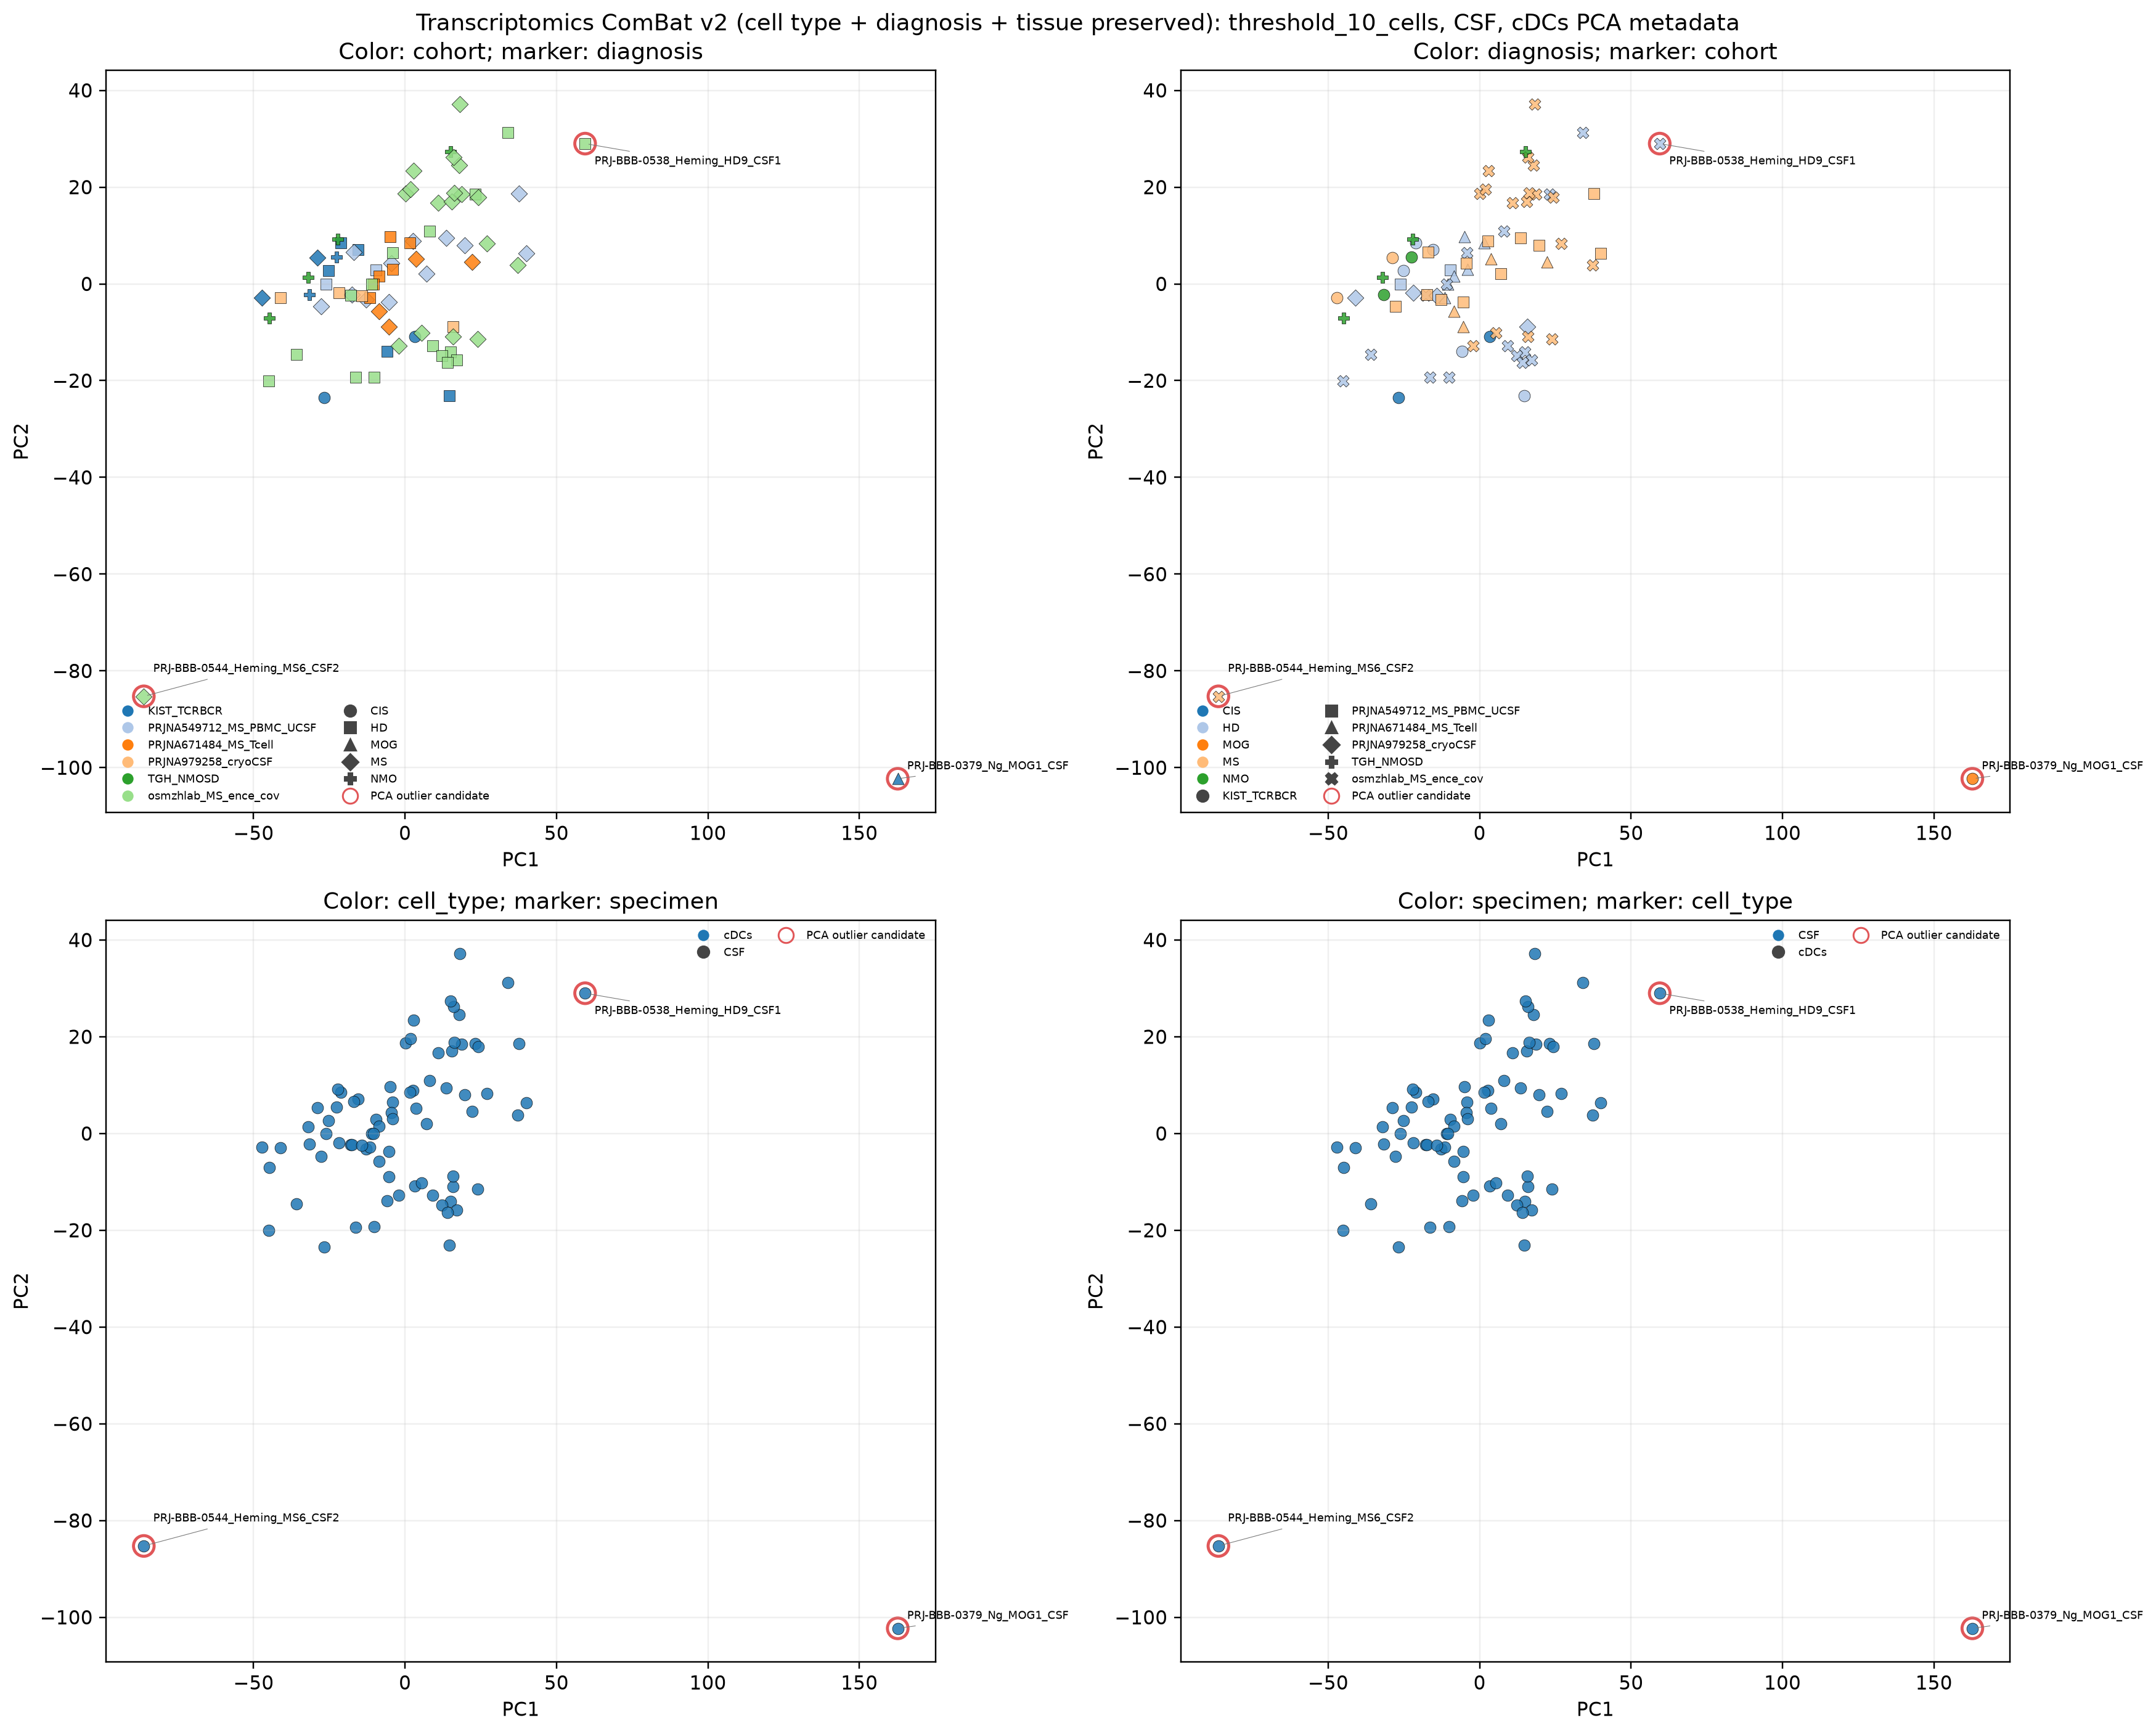 Transcriptomics ComBat v2 (cell type + diagnosis + tissue preserved): threshold_10_cells, CSF, cDCs PCA metadata
Color: cohort; marker: diagnosis
40
20
0
−20
−40
−60
−80
−100
PC2
PRJ-BBB-0538_Heming_HD9_CSF1
PRJ-BBB-0544_Heming_MS6_CSF2
PRJ-BBB-0379_Ng_MOG1_CSF
KIST_TCRBCR
PRJNA549712_MS_PBMC_UCSF
PRJNA671484_MS_Tcell
PRJNA979258_cryoCSF
TGH_NMOSD
osmzhlab_MS_ence_cov
CIS
HD
MOG
MS
NMO
PCA outlier candidate
−50
0
50
100
150
PC1
Color: diagnosis; marker: cohort
40
20
0
−20
−40
−60
−80
−100
PC2
PRJ-BBB-0538_Heming_HD9_CSF1
PRJ-BBB-0544_Heming_MS6_CSF2
PRJ-BBB-0379_Ng_MOG1_CSF
CIS
HD
MOG
MS
NMO
KIST_TCRBCR
PRJNA549712_MS_PBMC_UCSF
PRJNA671484_MS_Tcell
PRJNA979258_cryoCSF
TGH_NMOSD
osmzhlab_MS_ence_cov
PCA outlier candidate
−50
0
50
100
150
PC1
Color: cell_type; marker: specimen
40
20
0
−20
−40
−60
−80
−100
PC2
cDCs
CSF
PCA outlier candidate
PRJ-BBB-0538_Heming_HD9_CSF1
PRJ-BBB-0544_Heming_MS6_CSF2
PRJ-BBB-0379_Ng_MOG1_CSF
−50
0
50
100
150
PC1
Color: specimen; marker: cell_type
40
20
0
−20
−40
−60
−80
−100
PC2
CSF
cDCs
PCA outlier candidate
PRJ-BBB-0538_Heming_HD9_CSF1
PRJ-BBB-0544_Heming_MS6_CSF2
PRJ-BBB-0379_Ng_MOG1_CSF
−50
0
50
100
150
PC1